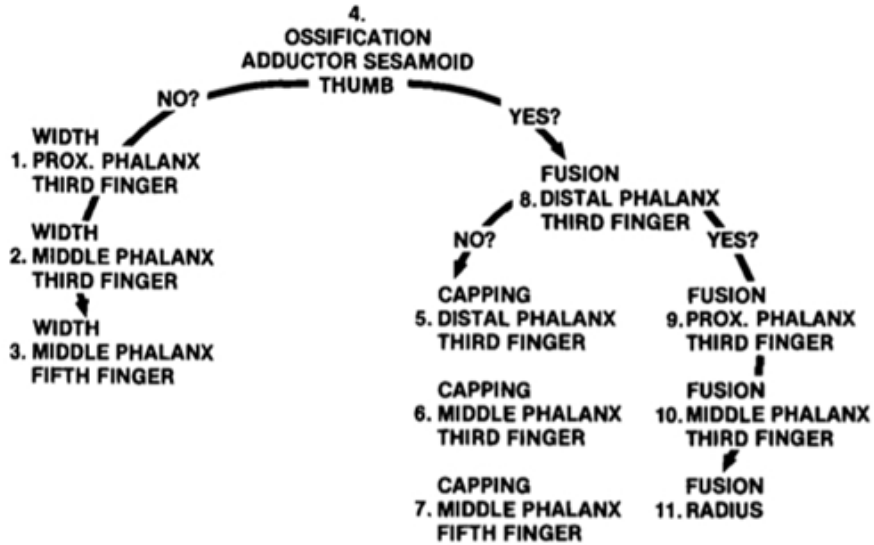 4.
OSSIFICATION
ADDUCTOR SESAMOID
THUMB
NO?
YES?
WIDTH
1. PROX. PHALANX
THIRD FINGER
WIDTH
2. MIDDLE PHALANX
THIRD FINGER
WIDTH
3. MIDDLE PHALANX
FIFTH FINGER
FUSION
8. DISTAL PHALANX
THIRD FINGER
NO?
YES?
CAPPING
5. DISTAL PHALANX
THIRD FINGER
CAPPING
6. MIDDLE PHALANX
THIRD FINGER
CAPPING
7. MIDDLE PHALANX
FIFTH FINGER
FUSION
9. PROX. PHALANX
THIRD FINGER
FUSION
10. MIDDLE PHALANX
THIRD FINGER
FUSION
11. RADIUS